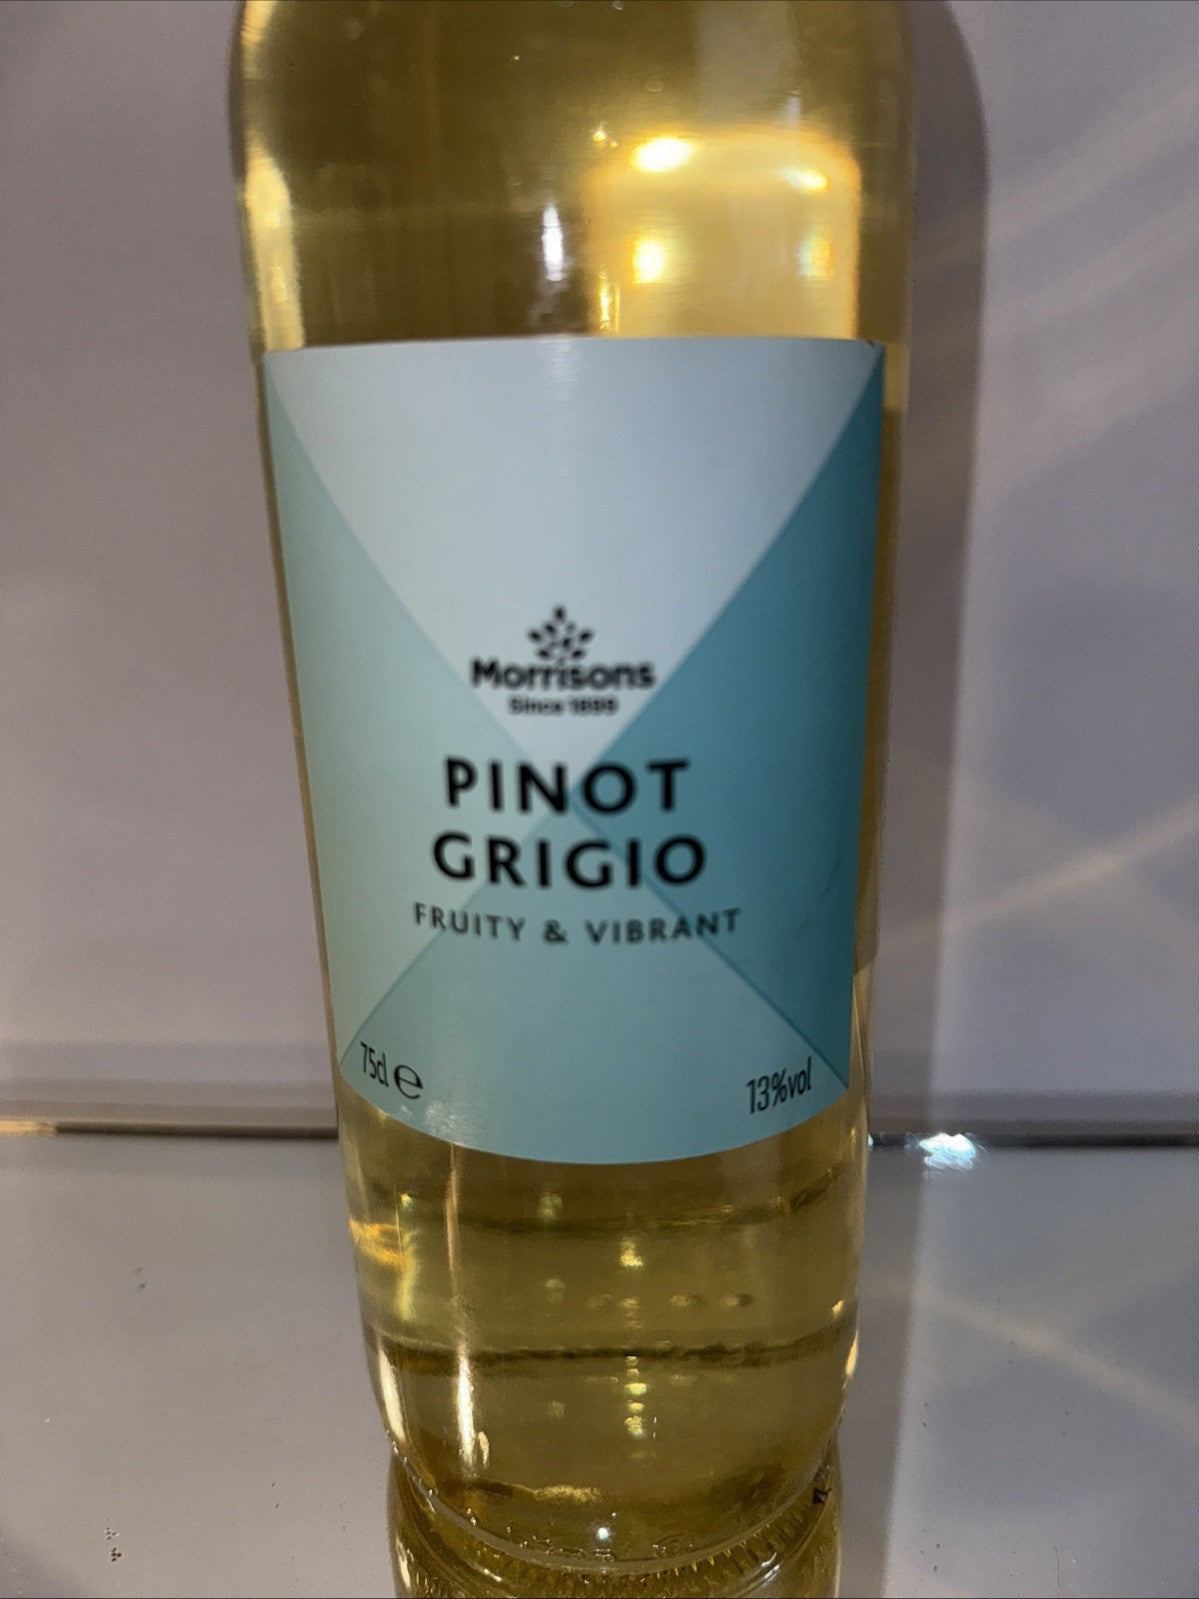 Morrisons
Since 1899
PINOT
GRIGIO
FRUITY & VIBRANT
75cl ℮
13%vol